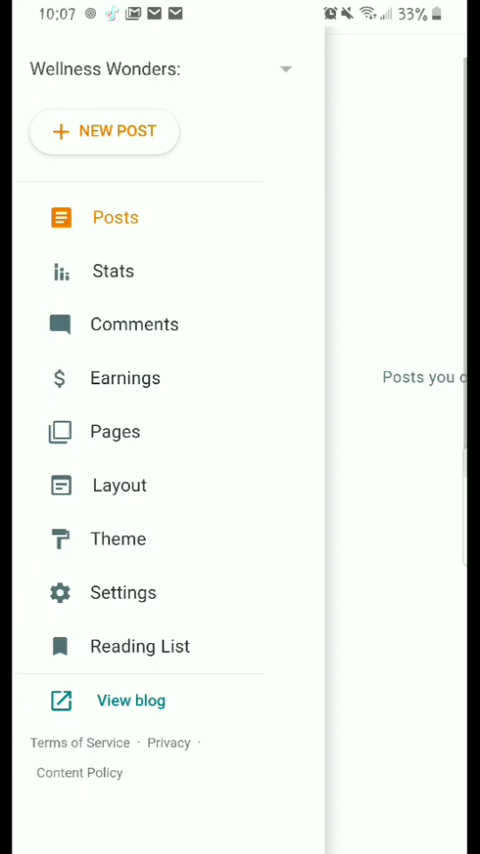 10:07 33%
Wellness Wonders:
+ NEW POST
Posts
Stats
Comments
Earnings
Posts you c
Pages
Layout
Theme
Settings
Reading List
View blog
Terms of Service · Privacy ·
Content Policy